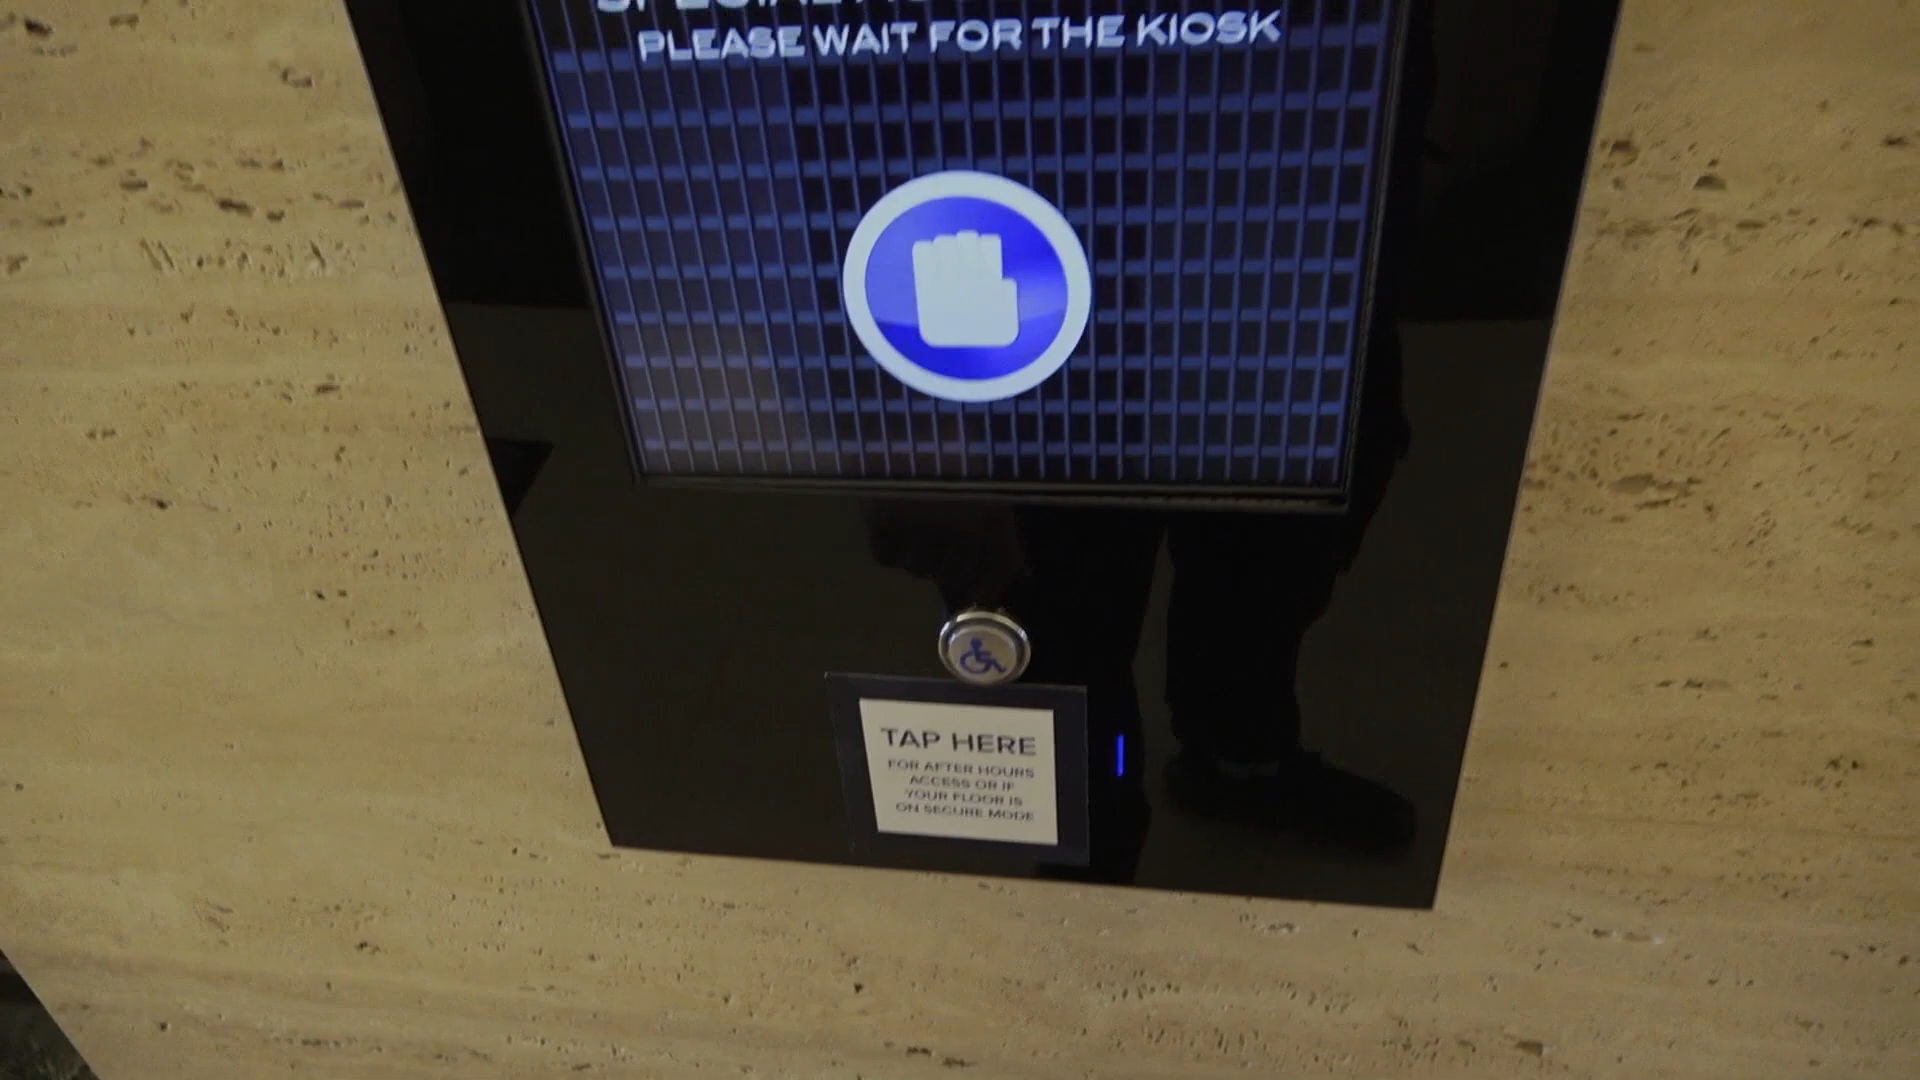 SPECIAL
PLEASE WAIT FOR THE KIOSK
TAP HERE
FOR AFTER HOURS
ACCESS OR IF
YOUR FLOOR IS
ON SECURE MODE